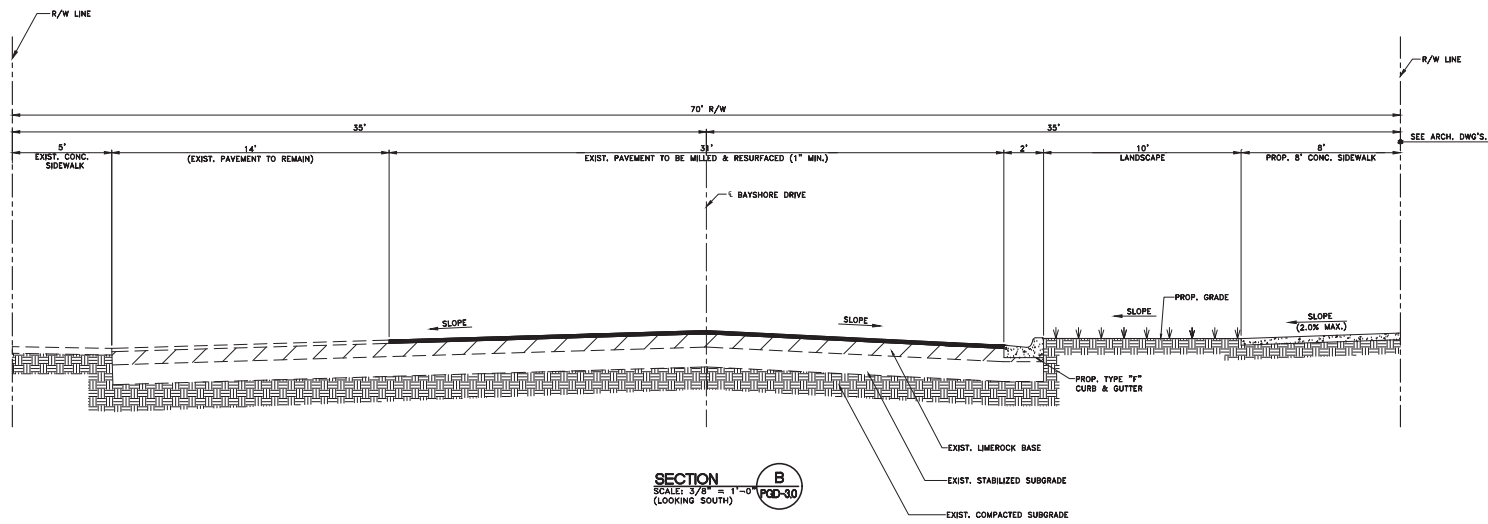 R/W LINE
R/W LINE
70' R/W
35'
35'
SEE ARCH. DWG'S.
5'
EXIST. CONC.
SIDEWALK
14'
(EXIST. PAVEMENT TO REMAIN)
31'
EXIST. PAVEMENT TO BE MILLED & RESURFACED (1" MIN.)
2'
10'
LANDSCAPE
8'
PROP. 8' CONC. SIDEWALK
℄ BAYSHORE DRIVE
PROP. GRADE
SLOPE
SLOPE
SLOPE
SLOPE
(2.0% MAX.)
PROP. TYPE "F"
CURB & GUTTER
EXIST. LIMEROCK BASE
EXIST. STABILIZED SUBGRADE
EXIST. COMPACTED SUBGRADE
SECTION
SCALE: 3/8" = 1'-0"
(LOOKING SOUTH)
B
PGD-3.0